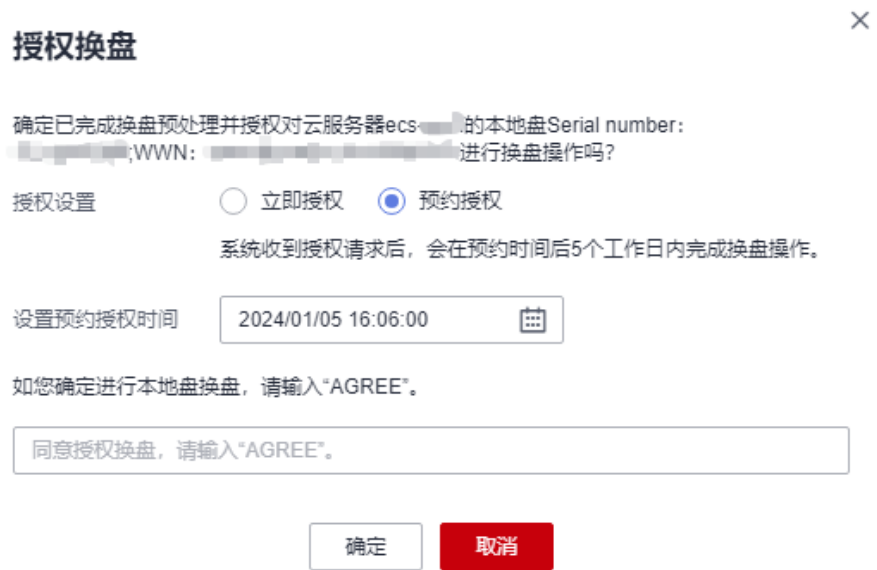 授权换盘
确定已完成换盘预处理并授权对云服务器ecs-的本地盘Serial number：
;WWN：进行换盘操作吗？
授权设置 立即授权 预约授权
系统收到授权请求后，会在预约时间后5个工作日内完成换盘操作。
设置预约授权时间 2024/01/05 16:06:00
如您确定进行本地盘换盘，请输入“AGREE”。
同意授权换盘，请输入“AGREE”。
确定 取消